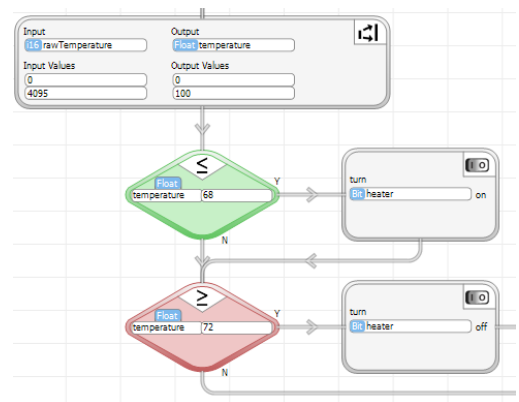 Input Output
i16 rawTemperature Float temperature
Input Values Output Values
0 0
4095 100
≤
Y
Float
temperature 68
N
turn
Bit heater on
≥
Y
Float
temperature 72
N
turn
Bit heater off
I O
I O